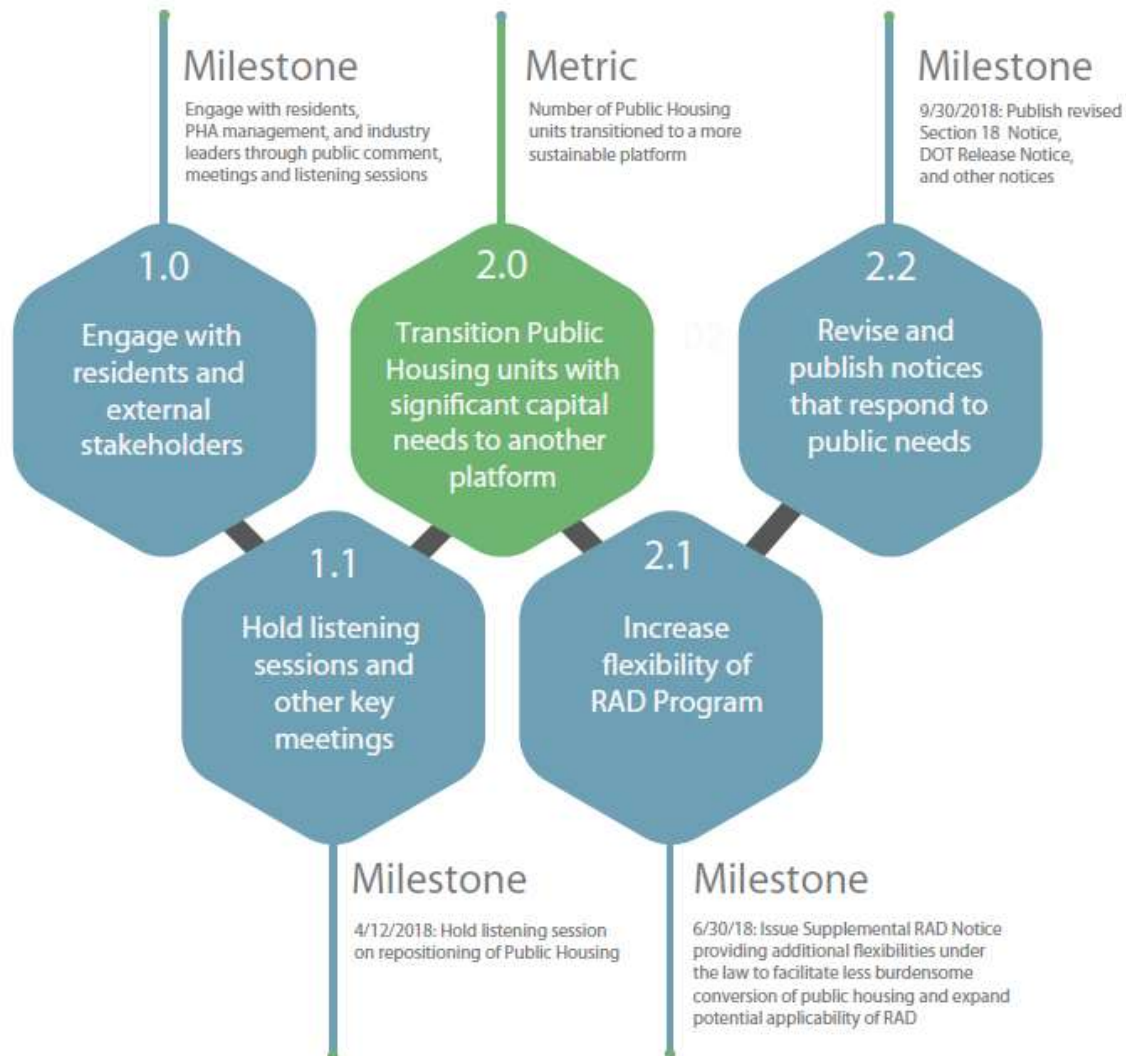 Milestone
Engage with residents,
PHA management, and industry
leaders through public comment,
meetings and listening sessions
1.0
Engage with
residents and
external
stakeholders
1.1
Hold listening
sessions and
other key
meetings
Milestone
4/12/2018: Hold listening session
on repositioning of Public Housing
Metric
Number of Public Housing
units transitioned to a more
sustainable platform
2.0
Transition Public
Housing units with
significant capital
needs to another
platform
2.1
Increase
flexibility of
RAD Program
Milestone
6/30/18: Issue Supplemental RAD Notice
providing additional flexibilities under
the law to facilitate less burdensome
conversion of public housing and expand
potential applicability of RAD
Milestone
9/30/2018: Publish revised
Section 18 Notice,
DOT Release Notice,
and other notices
2.2
Revise and
publish notices
that respond to
public needs